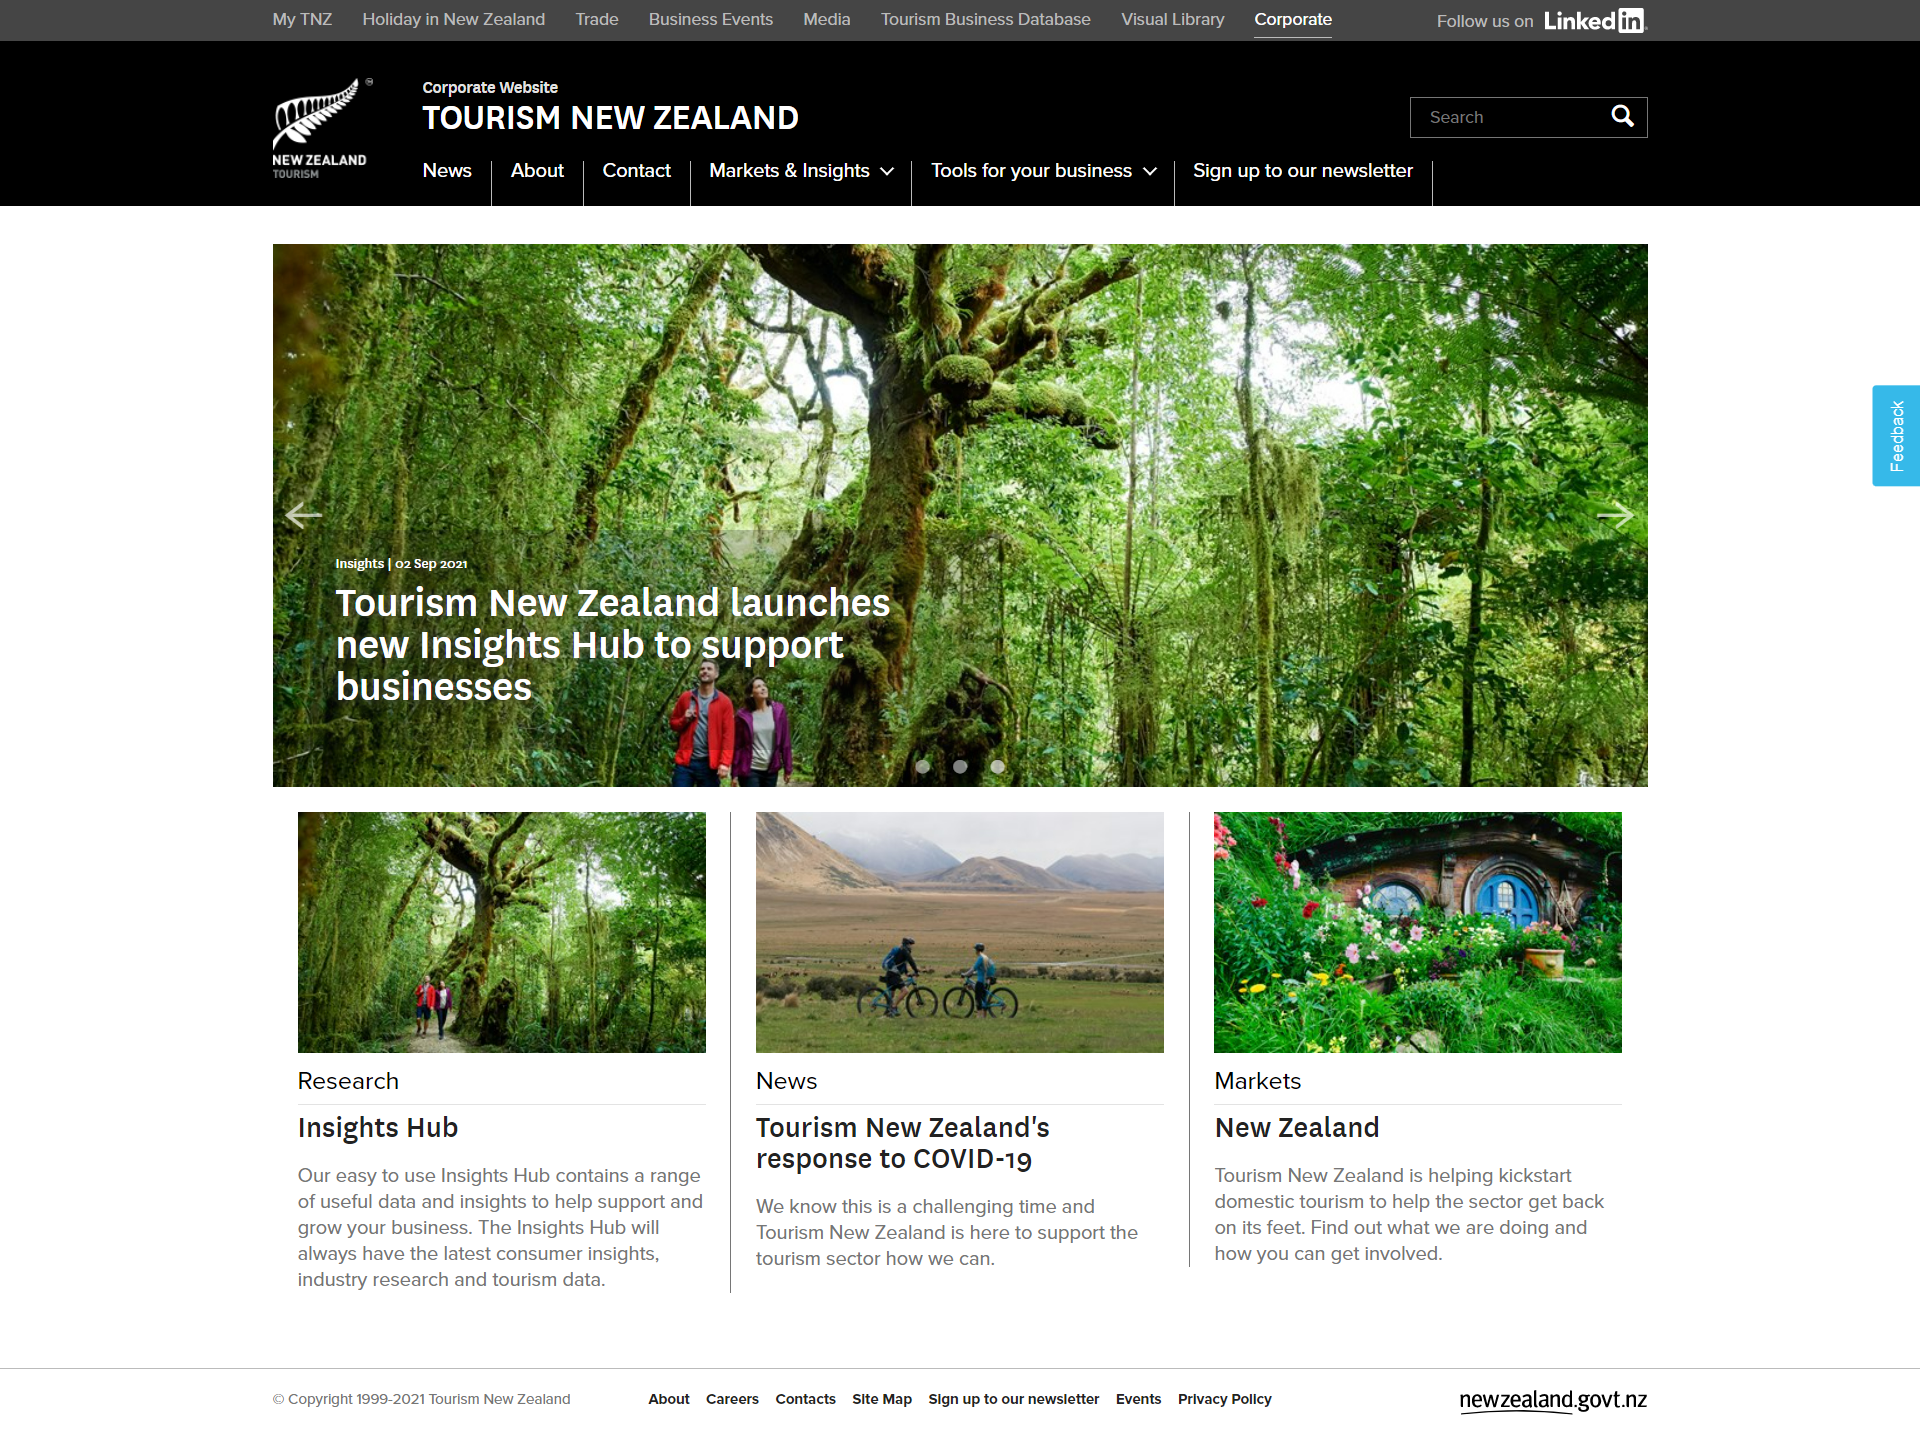 My TNZ
Holiday in New Zealand
Trade
Business Events
Media
Tourism Business Database
Visual Library
Corporate
Follow us on LinkedIn
NEW ZEALAND
TOURISM
Corporate Website
TOURISM NEW ZEALAND
Search
News
About
Contact
Markets & Insights
Tools for your business
Sign up to our newsletter
Feedback
Insights | 02 Sep 2021
Tourism New Zealand launches
new Insights Hub to support
businesses
Research
Insights Hub
Our easy to use Insights Hub contains a range
of useful data and insights to help support and
grow your business. The Insights Hub will
always have the latest consumer insights,
industry research and tourism data.
News
Tourism New Zealand's
response to COVID-19
We know this is a challenging time and
Tourism New Zealand is here to support the
tourism sector how we can.
Markets
New Zealand
Tourism New Zealand is helping kickstart
domestic tourism to help the sector get back
on its feet. Find out what we are doing and
how you can get involved.
© Copyright 1999-2021 Tourism New Zealand
About
Careers
Contacts
Site Map
Sign up to our newsletter
Events
Privacy Policy
newzealand.govt.nz